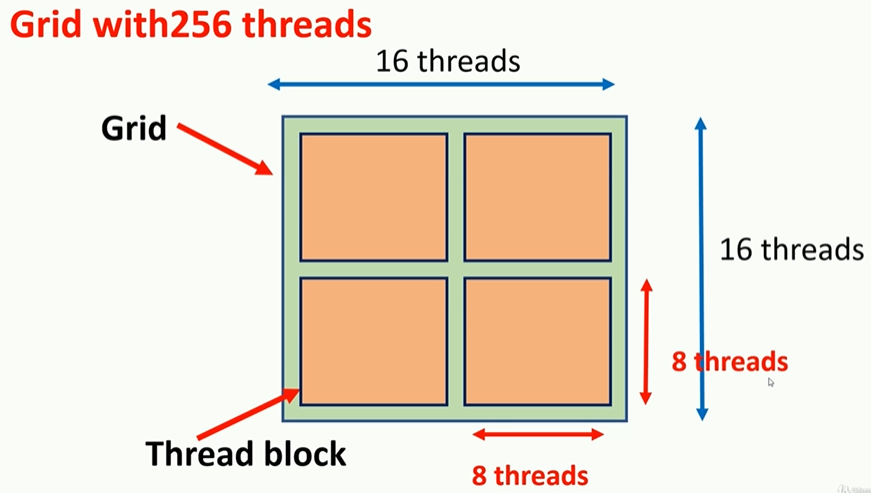 Grid with256 threads
16 threads
Grid
16 threads
8 threads
Thread block
8 threads